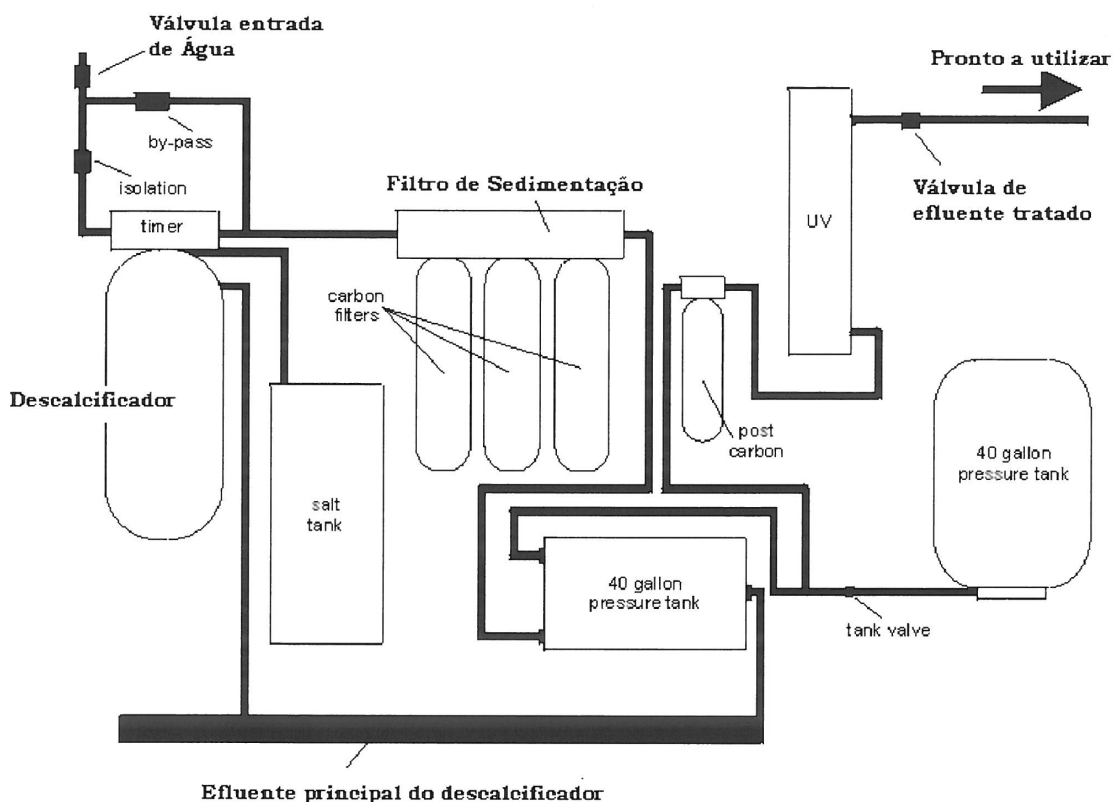 Válvula entrada
de Água
Pronto a utilizar
by-pass
isolation
Filtro de Sedimentação
Válvula de
efluente tratado
timer
UV
carbon
filters
Descalcificador
post
carbon
40 gallon
pressure tank
salt
tank
40 gallon
pressure tank
tank valve
Efluente principal do descalcificador